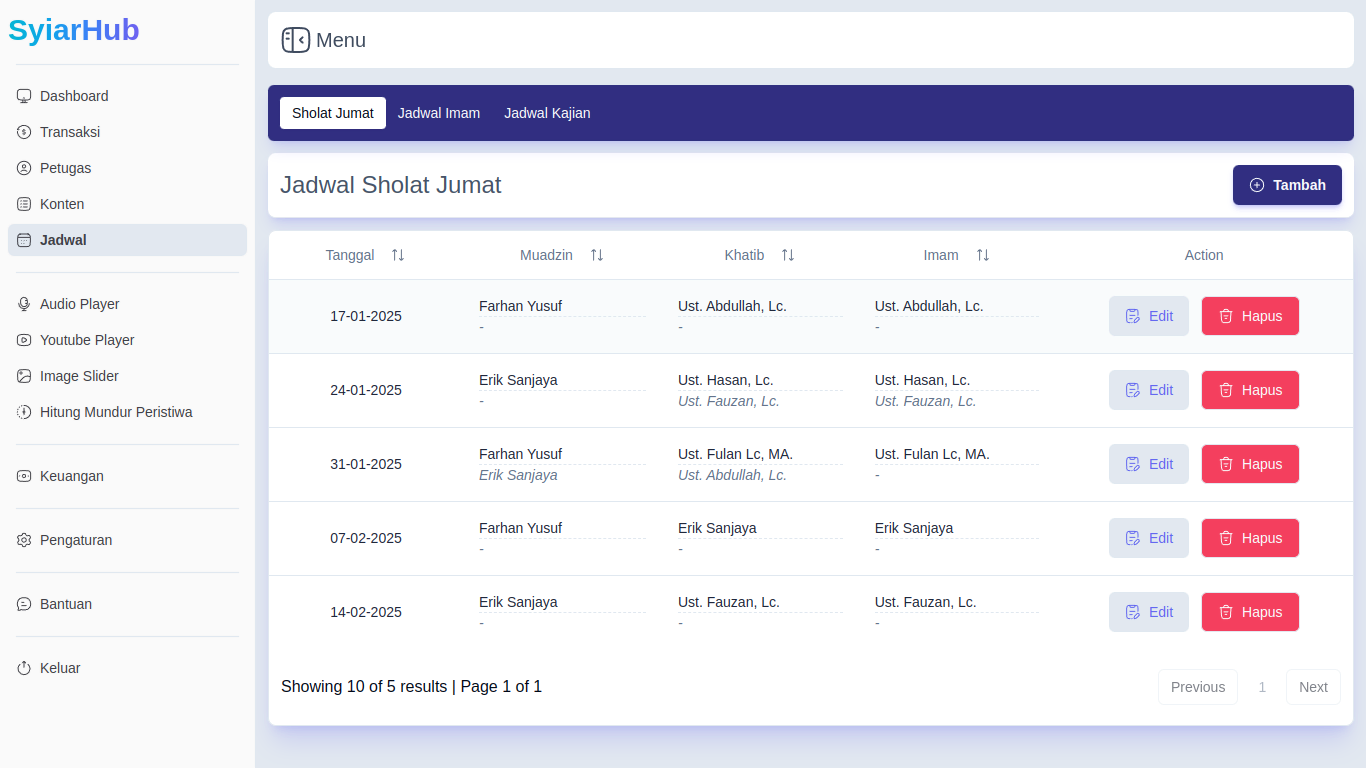 SyiarHub
Dashboard
Transaksi
Petugas
Konten
Jadwal
Audio Player
Youtube Player
Image Slider
Hitung Mundur Peristiwa
Keuangan
Pengaturan
Bantuan
Keluar
Menu
Sholat Jumat Jadwal Imam Jadwal Kajian
Jadwal Sholat Jumat Tambah
Tanggal Muadzin Khatib Imam Action
17-01-2025 Farhan Yusuf Ust. Abdullah, Lc. Ust. Abdullah, Lc. Edit Hapus
- - -
24-01-2025 Erik Sanjaya Ust. Hasan, Lc. Ust. Hasan, Lc. Edit Hapus
- Ust. Fauzan, Lc. Ust. Fauzan, Lc.
31-01-2025 Farhan Yusuf Ust. Fulan Lc, MA. Ust. Fulan Lc, MA. Edit Hapus
Erik Sanjaya Ust. Abdullah, Lc. -
07-02-2025 Farhan Yusuf Erik Sanjaya Erik Sanjaya Edit Hapus
- - -
14-02-2025 Erik Sanjaya Ust. Fauzan, Lc. Ust. Fauzan, Lc. Edit Hapus
- - -
Showing 10 of 5 results | Page 1 of 1 Previous 1 Next